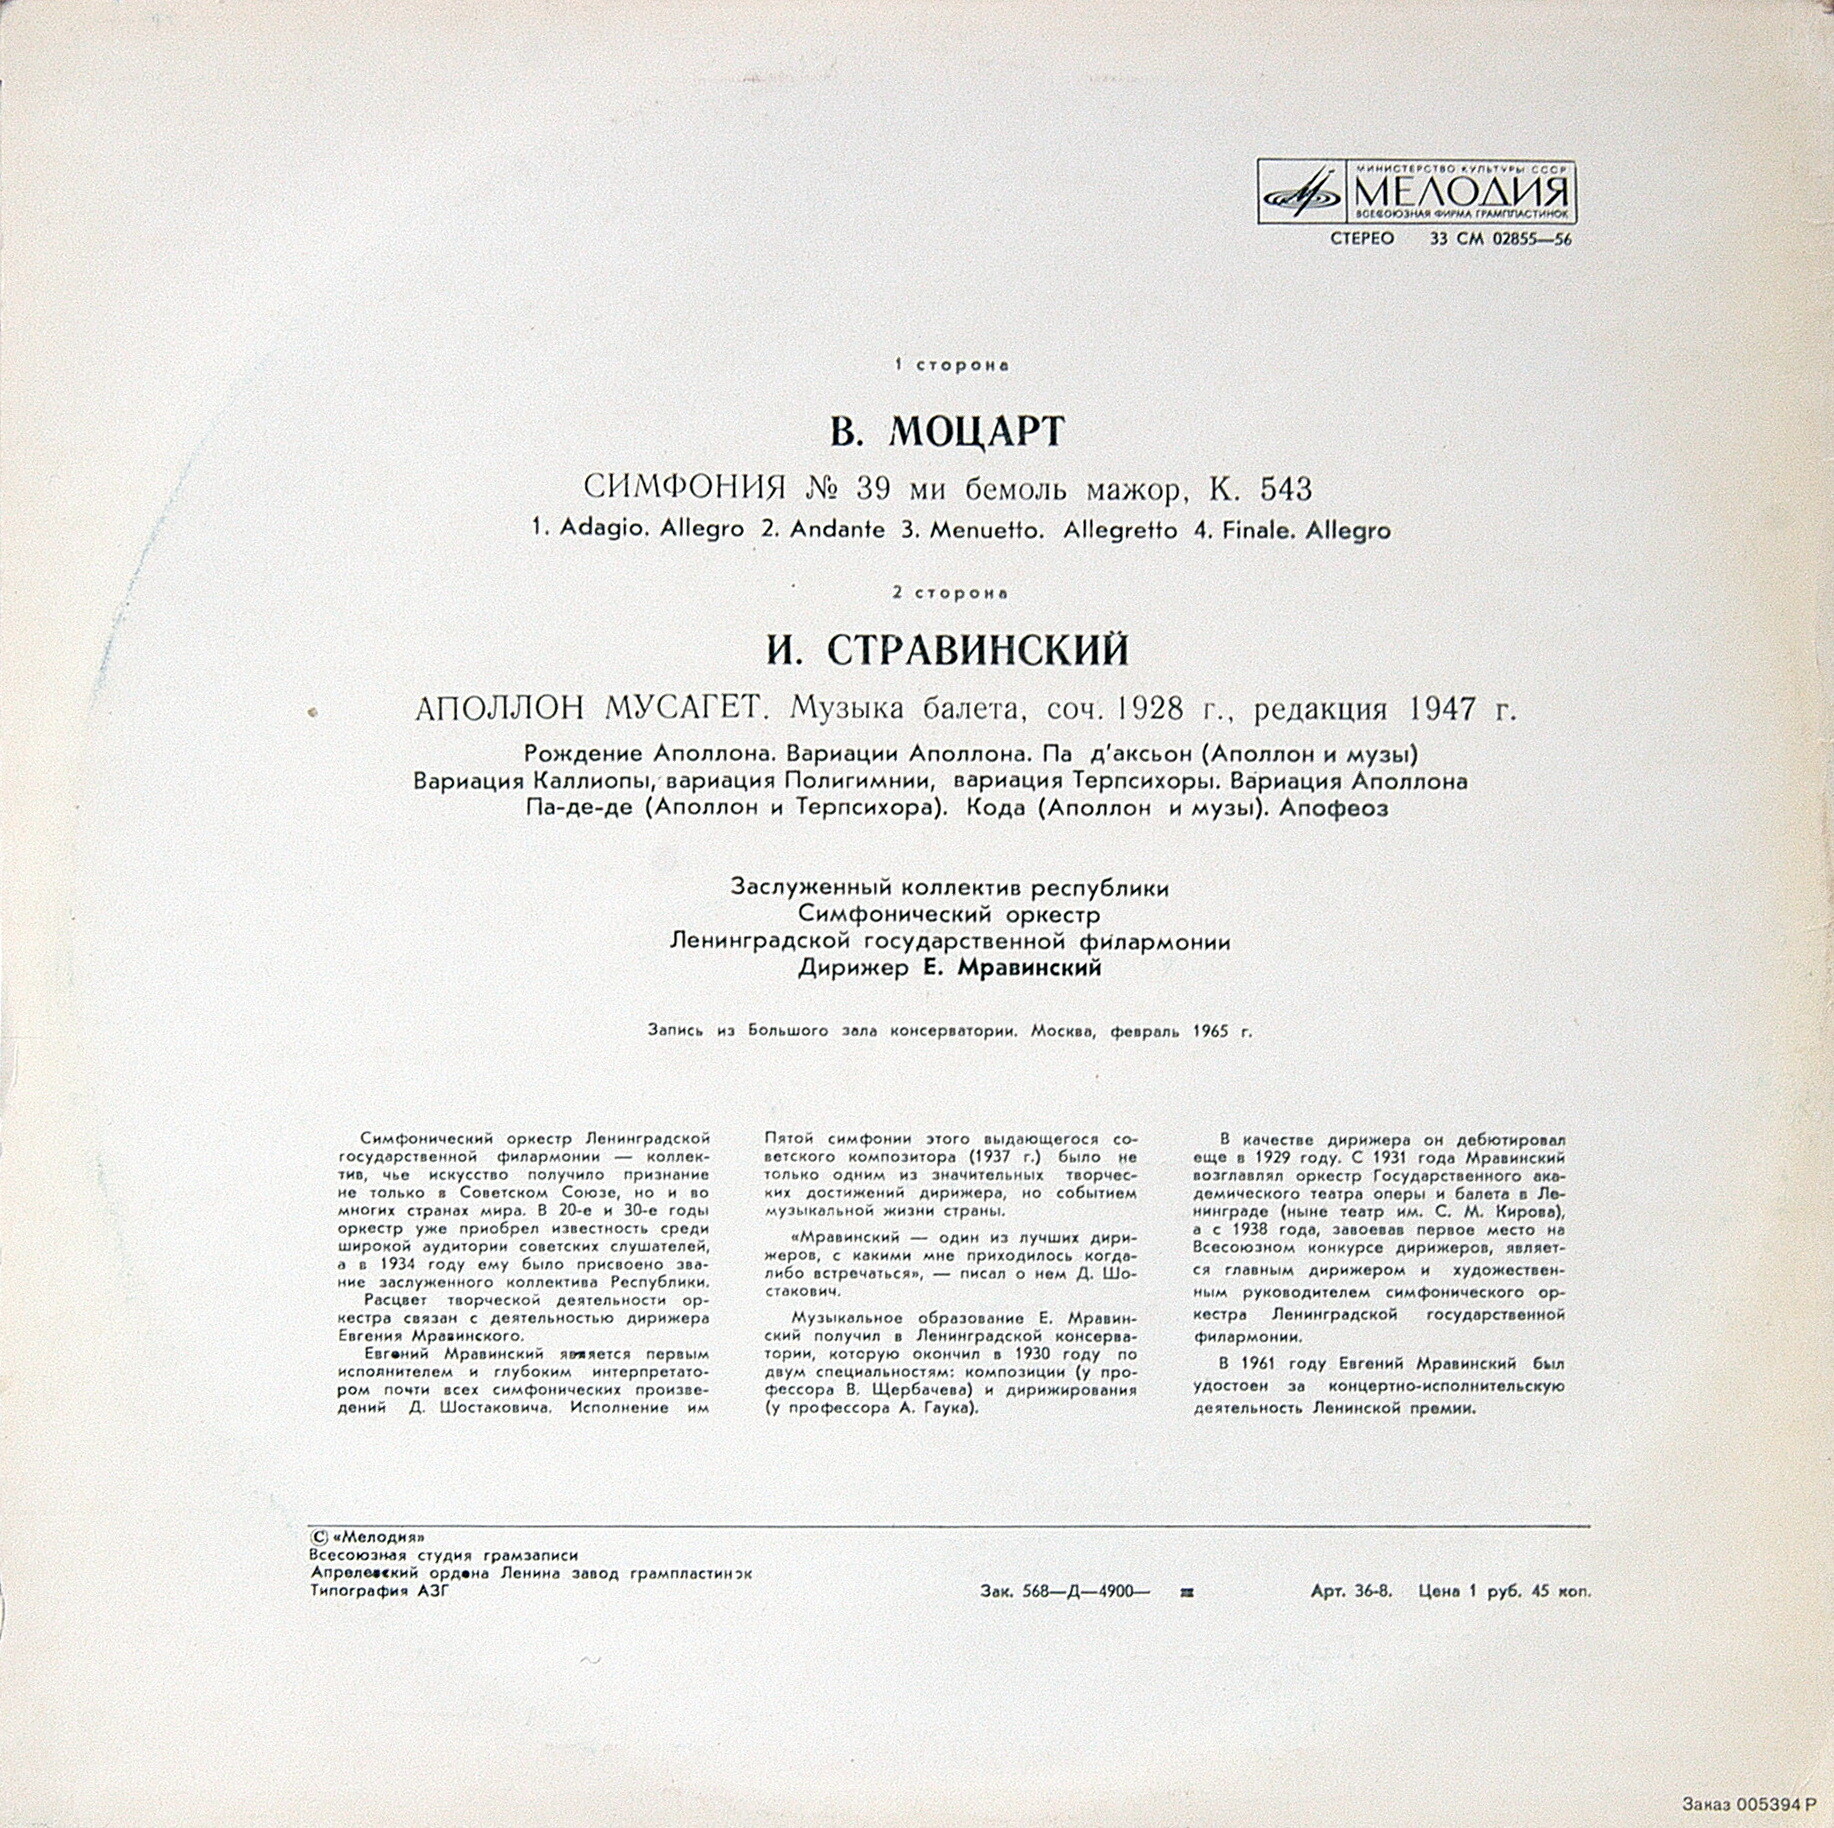 МИНИСТЕРСТВО КУЛЬТУРЫ СССР
МЕЛОДИЯ
ВСЕСОЮЗНАЯ ФИРМА ГРАМПЛАСТИНОК
СТЕРЕО 33 СМ 02855—56
1 сторона
В. МОЦАРТ
СИМФОНИЯ № 39 ми бемоль мажор, К. 543
1. Adagio. Allegro 2. Andante 3. Menuetto. Allegretto 4. Finale. Allegro
2 сторона
И. СТРАВИНСКИЙ
АПОЛЛОН МУСАГЕТ. Музыка балета, соч. 1928 г., редакция 1947 г.
Рождение Аполлона. Вариации Аполлона. Па д'аксьон (Аполлон и музы)
Вариация Каллиопы, вариация Полигимнии, вариация Терпсихоры. Вариация Аполлона
Па-де-де (Аполлон и Терпсихора). Кода (Аполлон и музы). Апофеоз
Заслуженный коллектив республики
Симфонический оркестр
Ленинградской государственной филармонии
Дирижер Е. Мравинский
Запись из Большого зала консерватории. Москва, февраль 1965 г.
Симфонический оркестр Ленинградской
государственной филармонии — коллек-
тив, чье искусство получило признание
не только в Советском Союзе, но и во
многих странах мира. В 20-е и 30-е годы
оркестр уже приобрел известность среди
широкой аудитории советских слушателей,
а в 1934 году ему было присвоено зва-
ние заслуженного коллектива Республики.
Расцвет творческой деятельности ор-
кестра связан с деятельностью дирижера
Евгения Мравинского.
Евгений Мравинский является первым
исполнителем и глубоким интерпретато-
ром почти всех симфонических произве-
дений Д. Шостаковича. Исполнение им
Пятой симфонии этого выдающегося со-
ветского композитора (1937 г.) было не
только одним из значительных творчес-
ких достижений дирижера, но событием
музыкальной жизни страны.
«Мравинский — один из лучших дири-
жеров, с какими мне приходилось когда-
либо встречаться», — писал о нем Д. Шо-
стакович.
Музыкальное образование Е. Мравин-
ский получил в Ленинградской консерва-
тории, которую окончил в 1930 году по
двум специальностям: композиции (у про-
фессора В. Щербачева) и дирижирования
(у профессора А. Гаука).
В качестве дирижера он дебютировал
еще в 1929 году. С 1931 года Мравинский
возглавлял оркестр Государственного ака-
демического театра оперы и балета в Ле-
нинграде (ныне театр им. С. М. Кирова),
а с 1938 года, завоевав первое место на
Всесоюзном конкурсе дирижеров, являет-
ся главным дирижером и художествен-
ным руководителем симфонического ор-
кестра Ленинградской государственной
филармонии.
В 1961 году Евгений Мравинский был
удостоен за концертно-исполнительскую
деятельность Ленинской премии.
© «Мелодия»
Всесоюзная студия грамзаписи
Апрелевский ордена Ленина завод грампластинок
Типография АЗГ
Зак. 568—Д—4900—
Арт. 36-8. Цена 1 руб. 45 коп.
Заказ 005394 Р